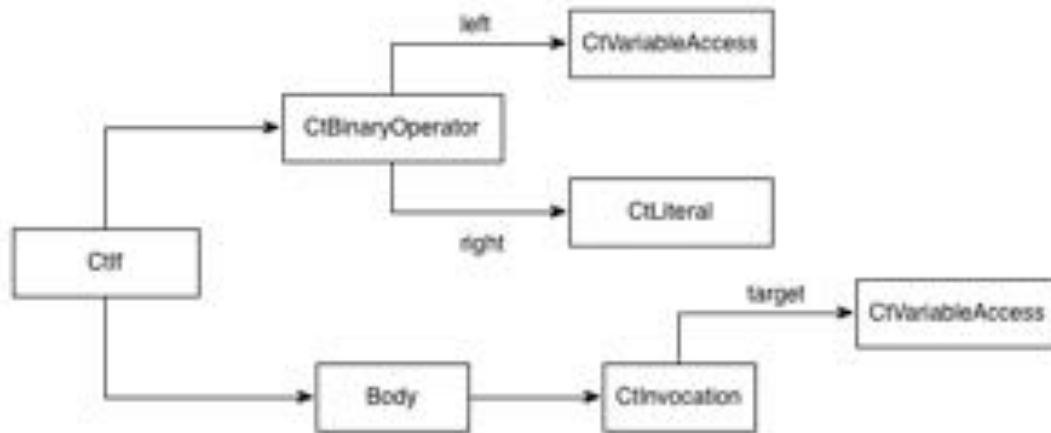 left
CtVariableAccess
CtBinaryOperator
CtLiteral
right
CtIf
target
CtVariableAccess
Body
CtInvocation